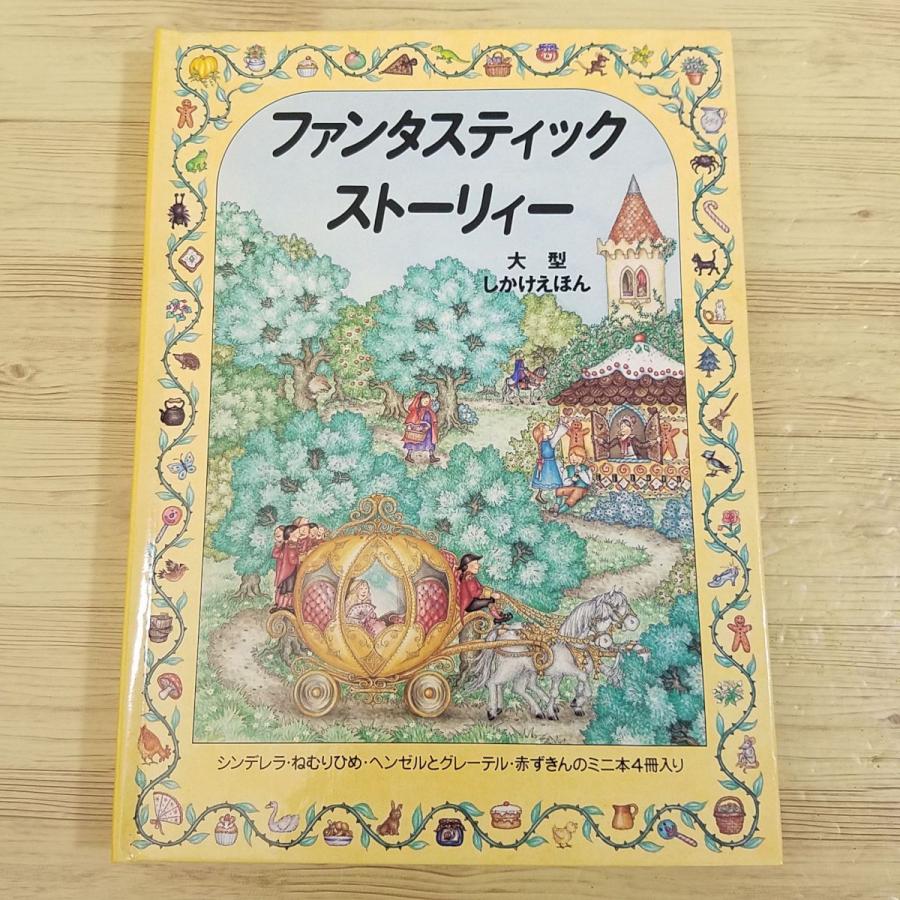 ファンタスティック
ストーリィー
大型
しかけえほん
シンデレラ・ねむりひめ・ヘンゼルとグレーテル・赤ずきんのミニ本4冊入り